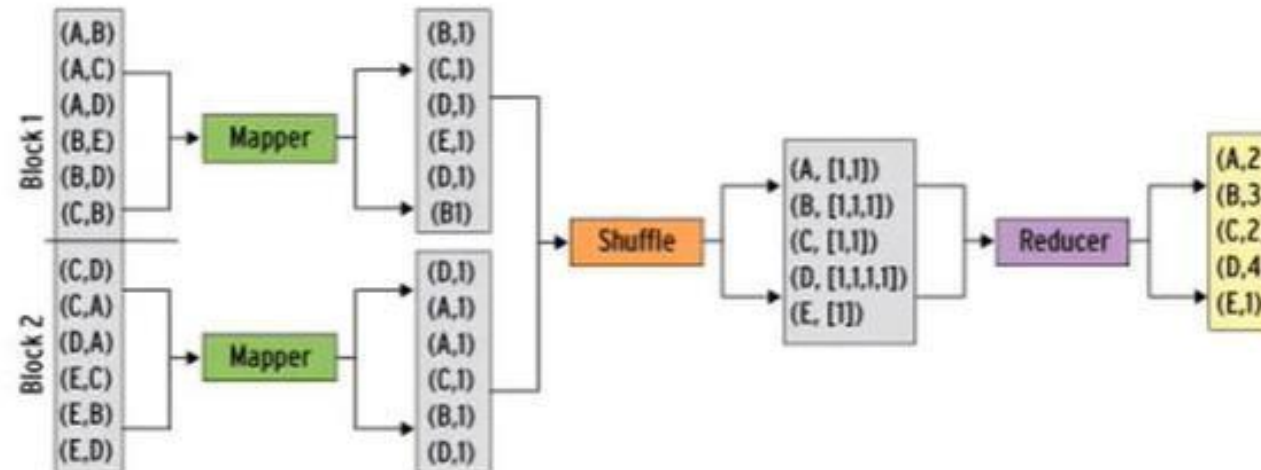 Block 1
(A,B)
(A,C)
(A,D)
(B,E)
(B,D)
(C,B)
Mapper
(B,1)
(C,1)
(D,1)
(E,1)
(D,1)
(B1)
Block 2
(C,D)
(C,A)
(D,A)
(E,C)
(E,B)
(E,D)
Mapper
(D,1)
(A,1)
(A,1)
(C,1)
(B,1)
(D,1)
Shuffle
(A, [1,1])
(B, [1,1,1])
(C, [1,1])
(D, [1,1,1,1])
(E, [1])
Reducer
(A,2
(B,3
(C,2
(D,4
(E,1)